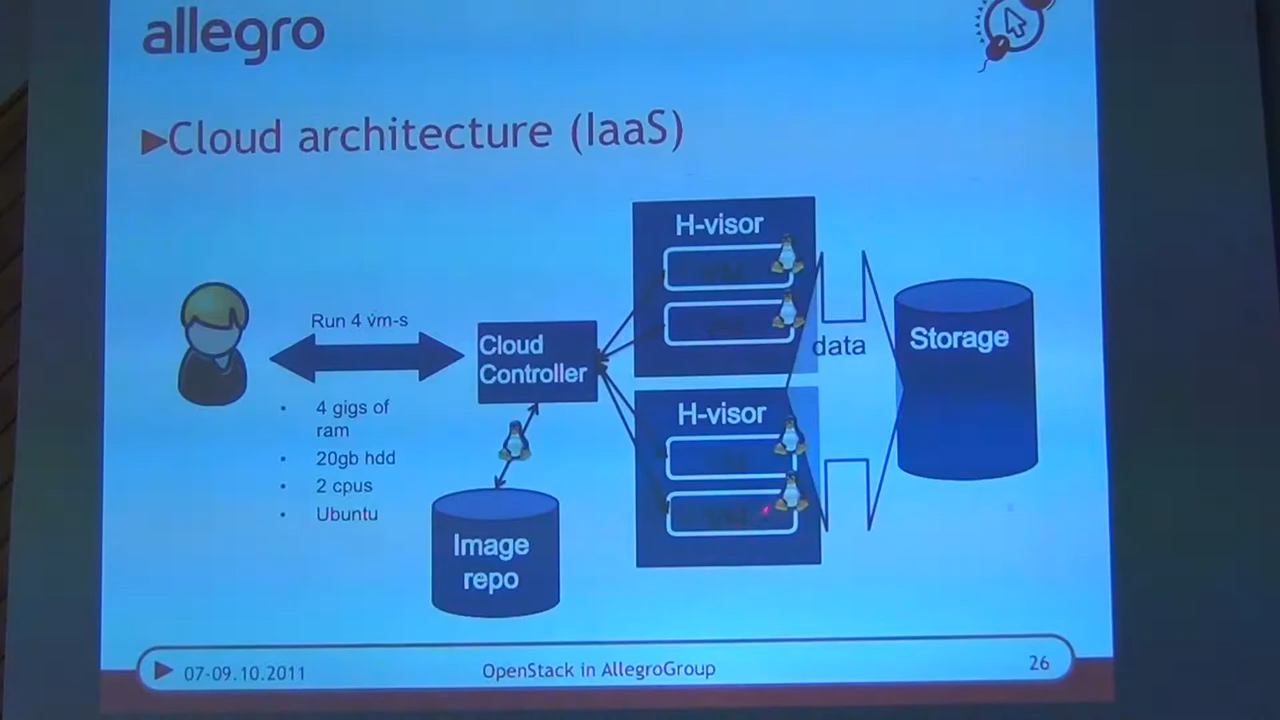 allegro
►Cloud architecture (IaaS)
H-visor
Run 4 vm-s
Cloud
Controller
data
Storage
• 4 gigs of
ram
• 20gb hdd
• 2 cpus
• Ubuntu
H-visor
Image
repo
07-09.10.2011
OpenStack in AllegroGroup
26